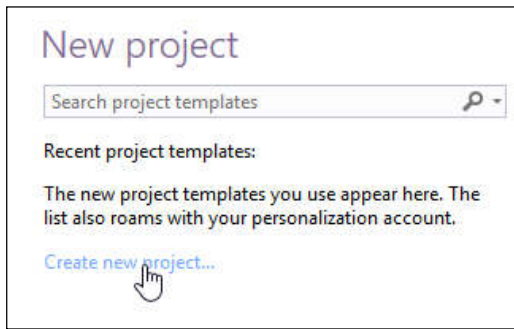 New project
Search project templates
Recent project templates:
The new project templates you use appear here. The
list also roams with your personalization account.
Create new project...